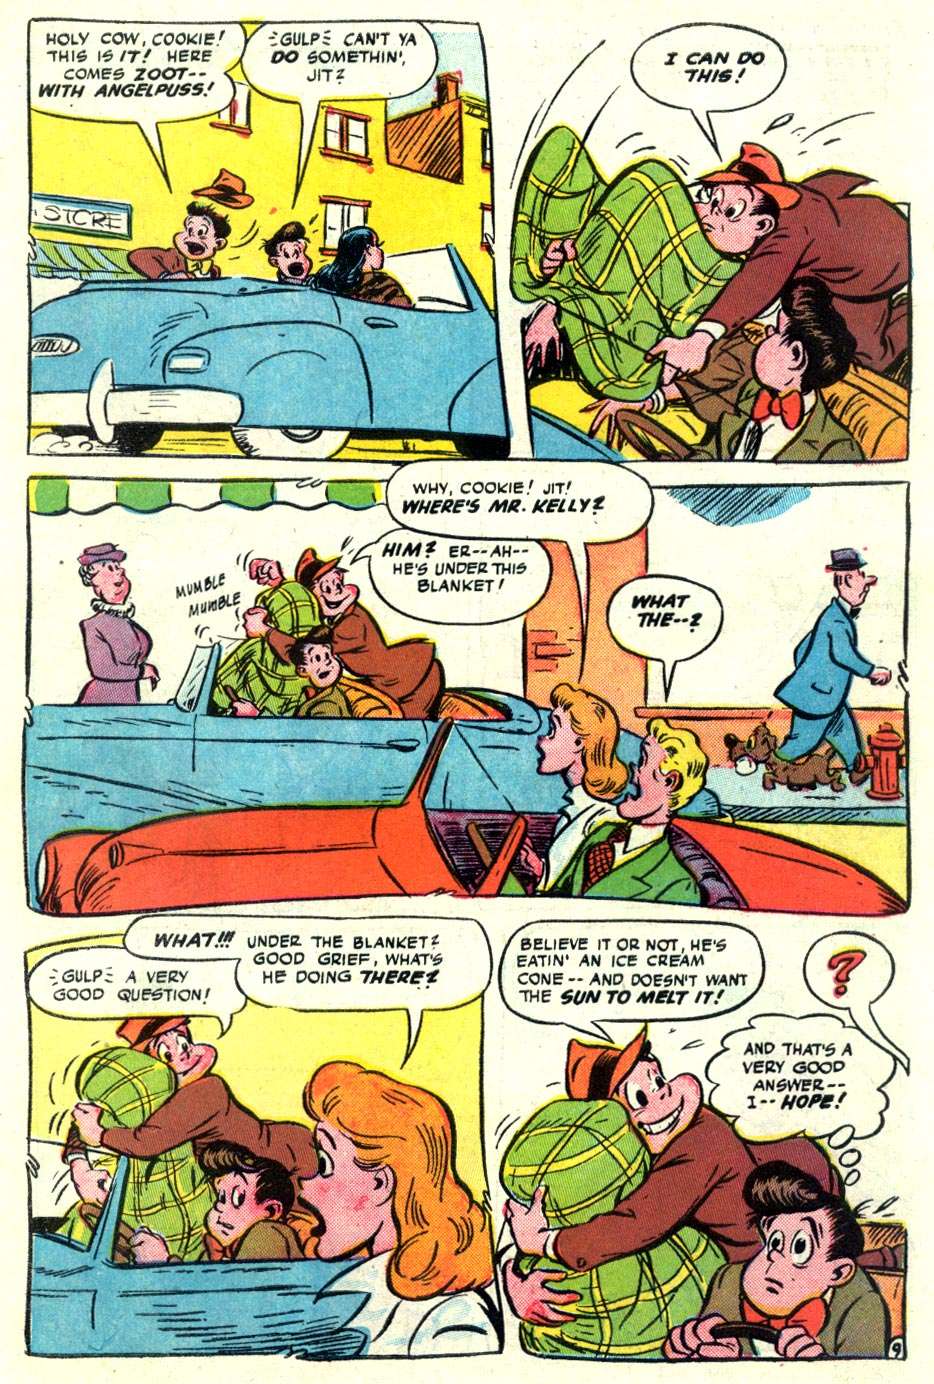 HOLY COW, COOKIE!
THIS IS IT! HERE
COMES ZOOT--
WITH ANGELPUSS!
GULP CAN'T YA
DO SOMETHIN',
JIT?
STORE
I CAN DO
THIS!
WHY, COOKIE! JIT!
WHERE'S MR. KELLY?
HIM? ER--AH--
HE'S UNDER THIS
BLANKET!
MUMBLE
MUMBLE
WHAT
THE--?
WHAT!!! UNDER THE BLANKET?
GOOD GRIEF, WHAT'S
HE DOING THERE?
GULP A VERY
GOOD QUESTION!
BELIEVE IT OR NOT, HE'S
EATIN' AN ICE CREAM
CONE -- AND DOESN'T WANT
THE SUN TO MELT IT!
?
AND THAT'S A
VERY GOOD
ANSWER--
I-- HOPE!
9